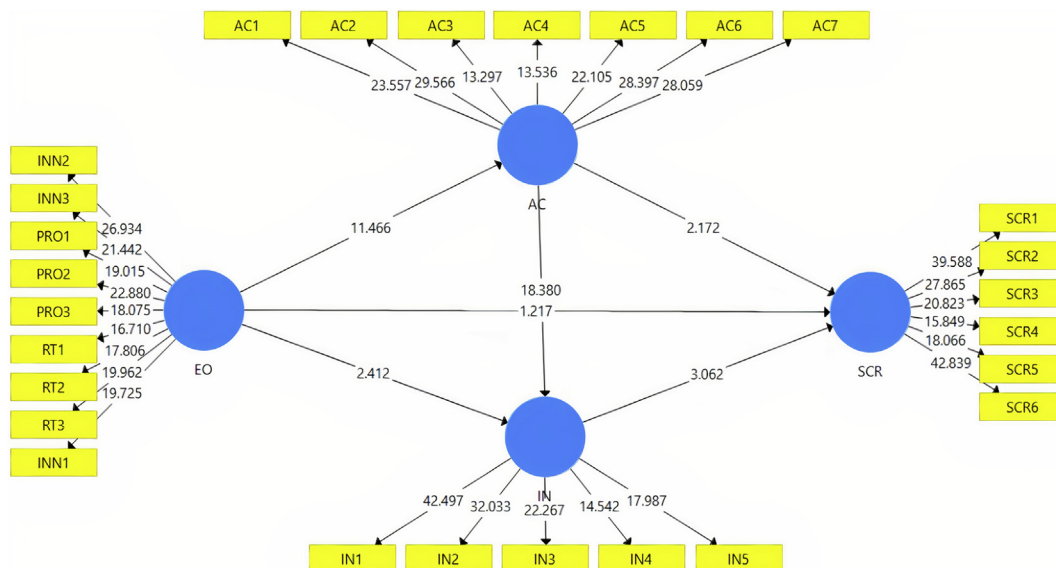 AC1 AC2 AC3 AC4 AC5 AC6 AC7
23.557 29.566 13.297 13.536 22.105 28.397 28.059
INN2
INN3
PRO1
PRO2
PRO3
RT1
RT2
RT3
INN1
26.934
21.442
19.015
22.880
18.075
16.710
17.806
19.962
19.725
EO
AC
11.466
2.172
18.380
1.217
2.412
3.062
SCR
39.588
27.865
20.823
15.849
18.066
42.839
SCR1
SCR2
SCR3
SCR4
SCR5
SCR6
IN
42.497 32.033 22.267 14.542 17.987
IN1 IN2 IN3 IN4 IN5